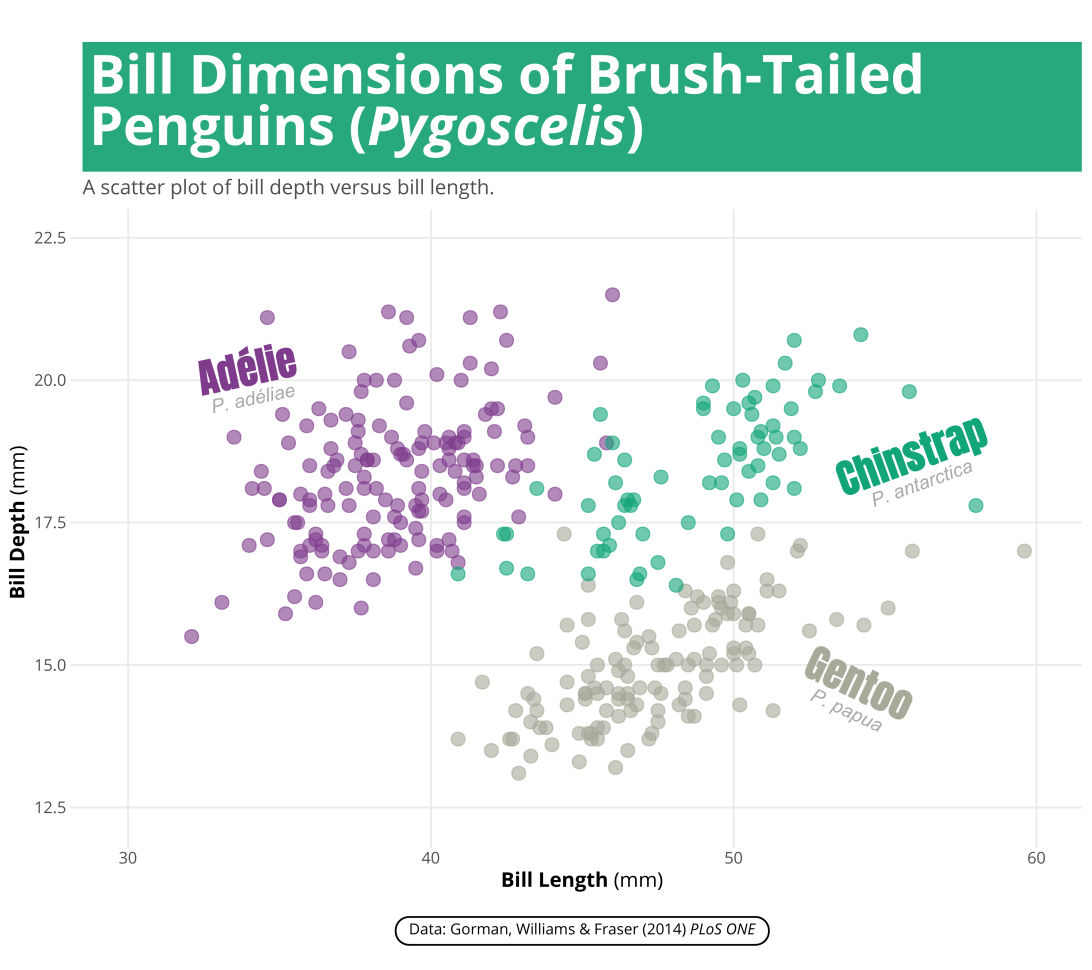 Bill Dimensions of Brush-Tailed
Penguins (Pygoscelis)
A scatter plot of bill depth versus bill length.
22.5
20.0
17.5
15.0
12.5
Bill Depth (mm)
Adélie
P. adéliae
Chinstrap
P. antarctica
Gentoo
P. papua
30
40
50
60
Bill Length (mm)
Data: Gorman, Williams & Fraser (2014) PLoS ONE